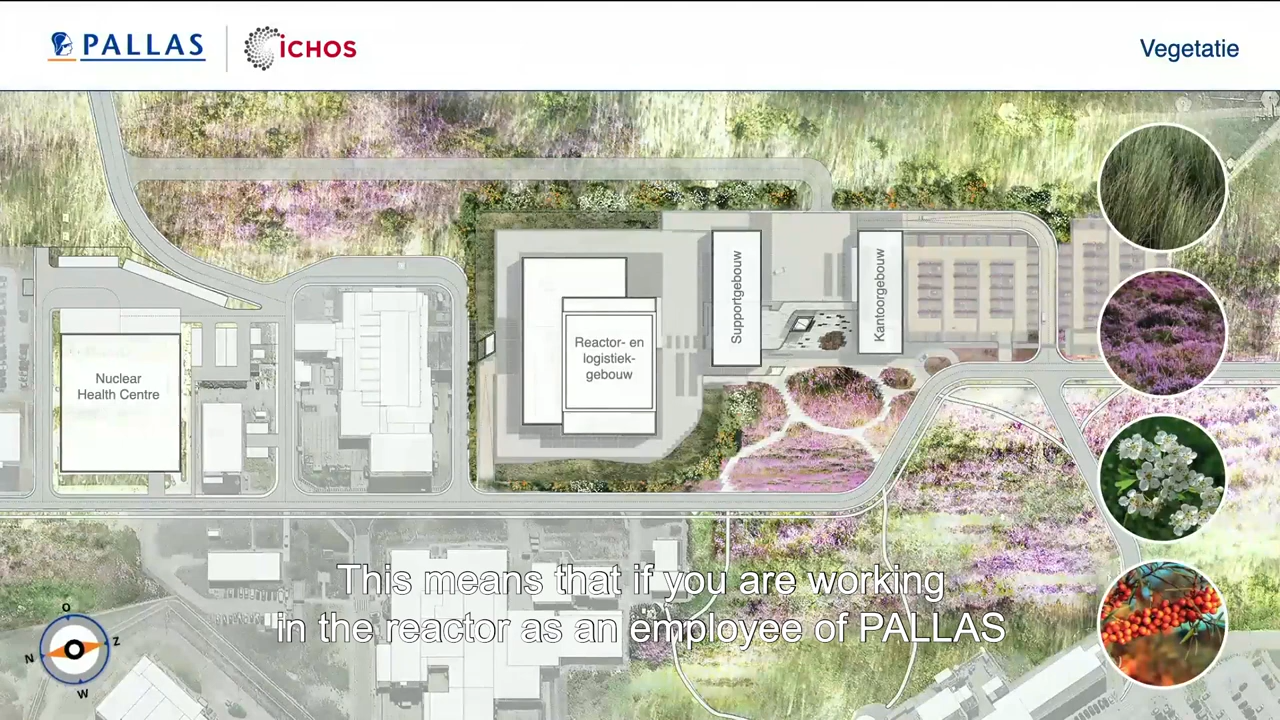 PALLAS
ICHOS
Vegetatie
Supportgebouw
Kantoorgebouw
Reactor- en
logistiek-
gebouw
Nuclear
Health Centre
This means that if you are working
in the reactor as an employee of PALLAS
O
N
Z
W